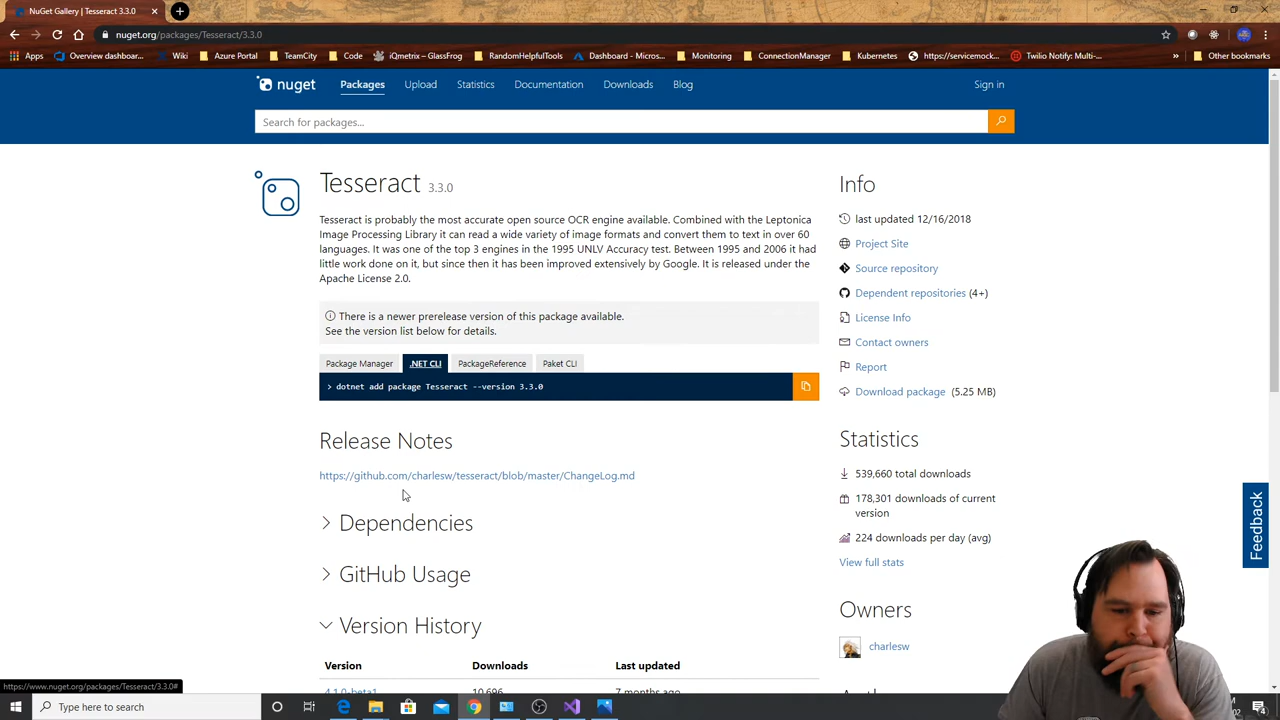 NuGet Gallery | Tesseract 3.3.0
nuget.org/packages/Tesseract/3.3.0
Apps
Overview dashboard...
Wiki
Azure Portal
TeamCity
Code
iQmetrix — GlassFrog
RandomHelpfulTools
Dashboard - Micros...
Monitoring
ConnectionManager
Kubernetes
https://servicemock...
Twilio Notify: Multi-...
»
Other bookmarks
nuget
Packages
Upload
Statistics
Documentation
Downloads
Blog
Sign in
Search for packages...
Tesseract 3.3.0
Tesseract is probably the most accurate open source OCR engine available. Combined with the Leptonica
Image Processing Library it can read a wide variety of image formats and convert them to text in over 60
languages. It was one of the top 3 engines in the 1995 UNLV Accuracy test. Between 1995 and 2006 it had
little work done on it, but since then it has been improved extensively by Google. It is released under the
Apache License 2.0.
There is a newer prerelease version of this package available.
See the version list below for details.
Package Manager
.NET CLI
PackageReference
Paket CLI
> dotnet add package Tesseract --version 3.3.0
Release Notes
https://github.com/charlesw/tesseract/blob/master/ChangeLog.md
Dependencies
GitHub Usage
Version History
Version
Downloads
Last updated
4.1.0-beta1
10,696
7 months ago
Info
last updated 12/16/2018
Project Site
Source repository
Dependent repositories (4+)
License Info
Contact owners
Report
Download package (5.25 MB)
Statistics
539,660 total downloads
178,301 downloads of current
version
224 downloads per day (avg)
View full stats
Owners
charlesw
Feedback
https://www.nuget.org/packages/Tesseract/3.3.0#
Type here to search